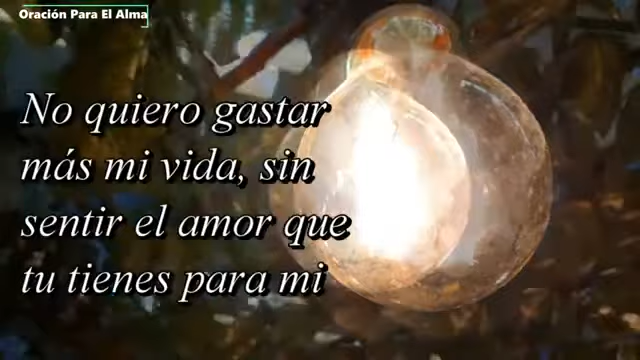 Oración Para El Alma
No quiero gastar
más mi vida, sin
sentir el amor que
tu tienes para mi